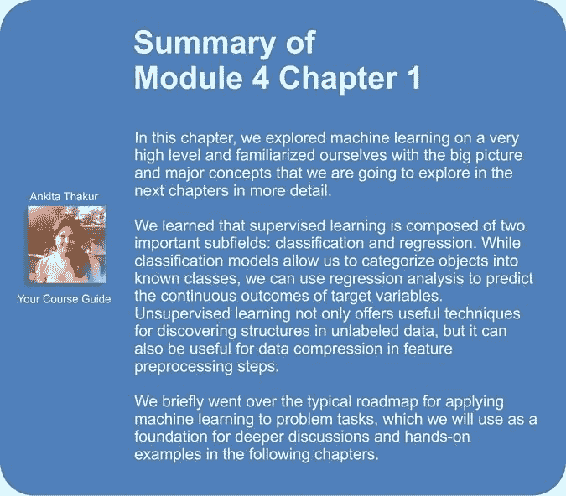 Summary of
Module 4 Chapter 1
In this chapter, we explored machine learning on a very
high level and familiarized ourselves with the big picture
and major concepts that we are going to explore in the
next chapters in more detail.
We learned that supervised learning is composed of two
important subfields: classification and regression. While
classification models allow us to categorize objects into
known classes, we can use regression analysis to predict
the continuous outcomes of target variables.
Unsupervised learning not only offers useful techniques
for discovering structures in unlabeled data, but it can
also be useful for data compression in feature
preprocessing steps.
We briefly went over the typical roadmap for applying
machine learning to problem tasks, which we will use as a
foundation for deeper discussions and hands-on
examples in the following chapters.
Ankita Thakur
Your Course Guide